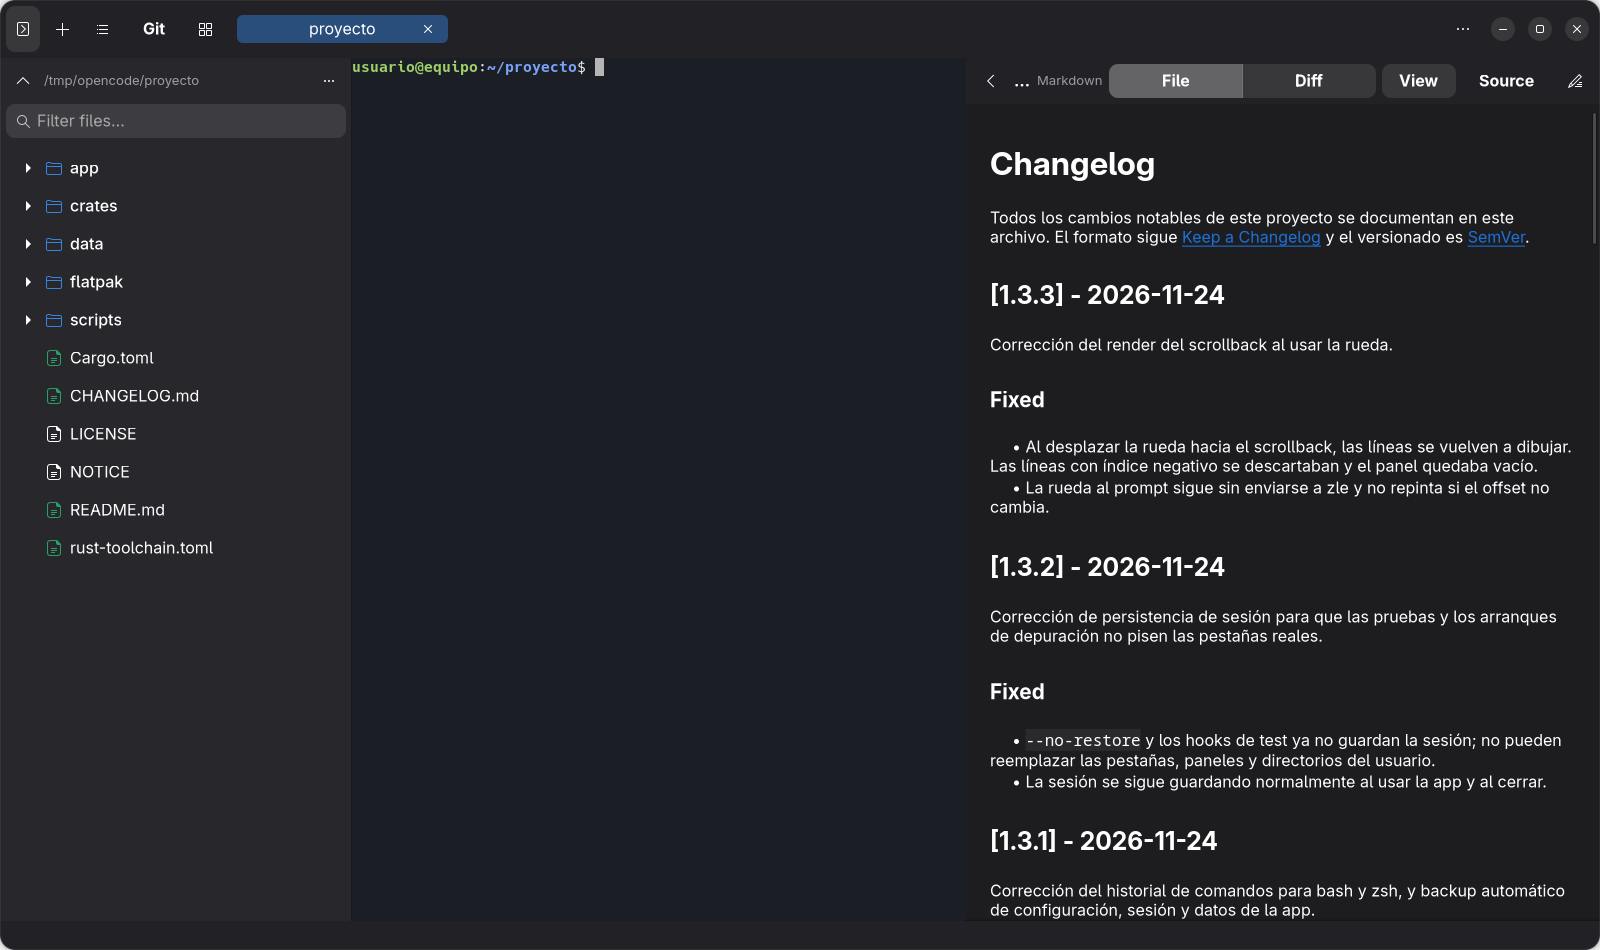 Git
proyecto
/tmp/opencode/proyecto
Filter files...
app
crates
data
flatpak
scripts
Cargo.toml
CHANGELOG.md
LICENSE
NOTICE
README.md
rust-toolchain.toml
usuario@equipo:~/proyecto$
... Markdown File Diff View Source
Changelog
Todos los cambios notables de este proyecto se documentan en este
archivo. El formato sigue Keep a Changelog y el versionado es SemVer.
[1.3.3] - 2026-11-24
Corrección del render del scrollback al usar la rueda.
Fixed
• Al desplazar la rueda hacia el scrollback, las líneas se vuelven a dibujar.
Las líneas con índice negativo se descartaban y el panel quedaba vacío.
• La rueda al prompt sigue sin enviarse a zle y no repinta si el offset no
cambia.
[1.3.2] - 2026-11-24
Corrección de persistencia de sesión para que las pruebas y los arranques
de depuración no pisen las pestañas reales.
Fixed
• --no-restore y los hooks de test ya no guardan la sesión; no pueden
reemplazar las pestañas, paneles y directorios del usuario.
• La sesión se sigue guardando normalmente al usar la app y al cerrar.
[1.3.1] - 2026-11-24
Corrección del historial de comandos para bash y zsh, y backup automático
de configuración, sesión y datos de la app.